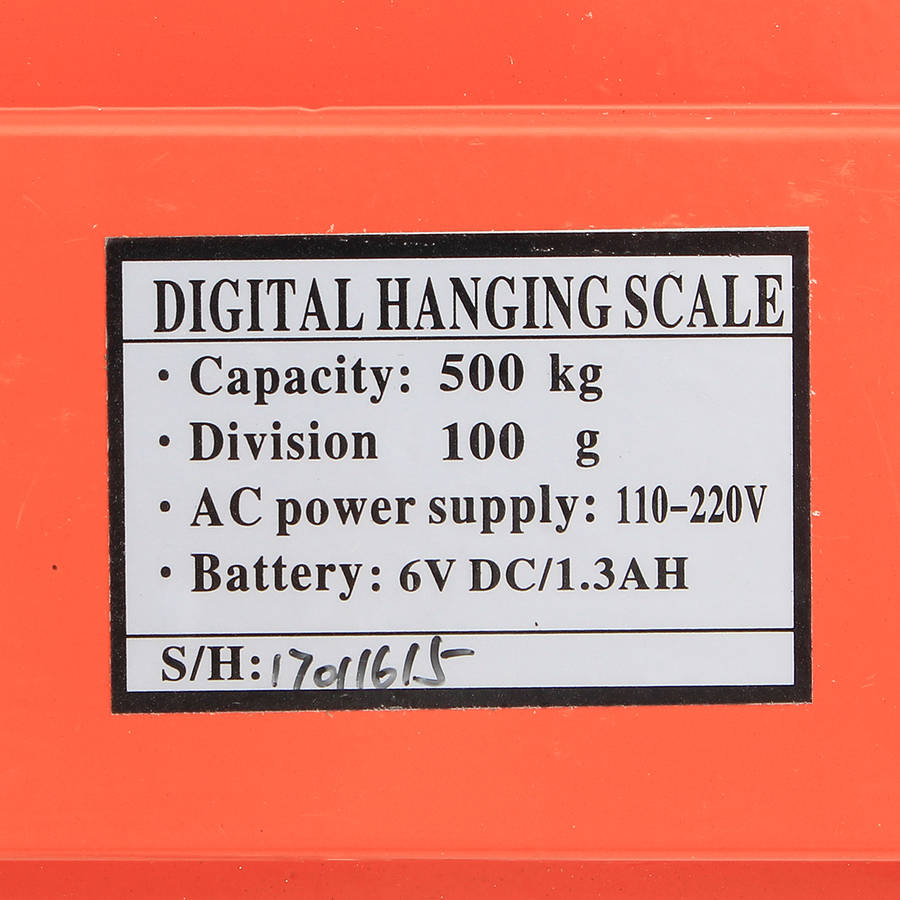 DIGITAL HANGING SCALE
· Capacity: 500 kg
· Division 100 g
· AC power supply: 110-220V
· Battery: 6V DC/1.3AH
S/H: 17011615